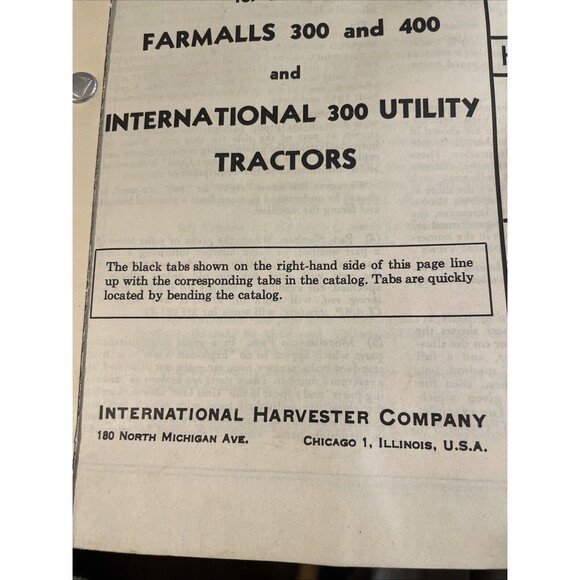 FARMALLS 300 and 400
and
INTERNATIONAL 300 UTILITY
TRACTORS
The black tabs shown on the right-hand side of this page line
up with the corresponding tabs in the catalog. Tabs are quickly
located by bending the catalog.
INTERNATIONAL HARVESTER COMPANY
180 NORTH MICHIGAN AVE. CHICAGO 1, ILLINOIS, U.S.A.